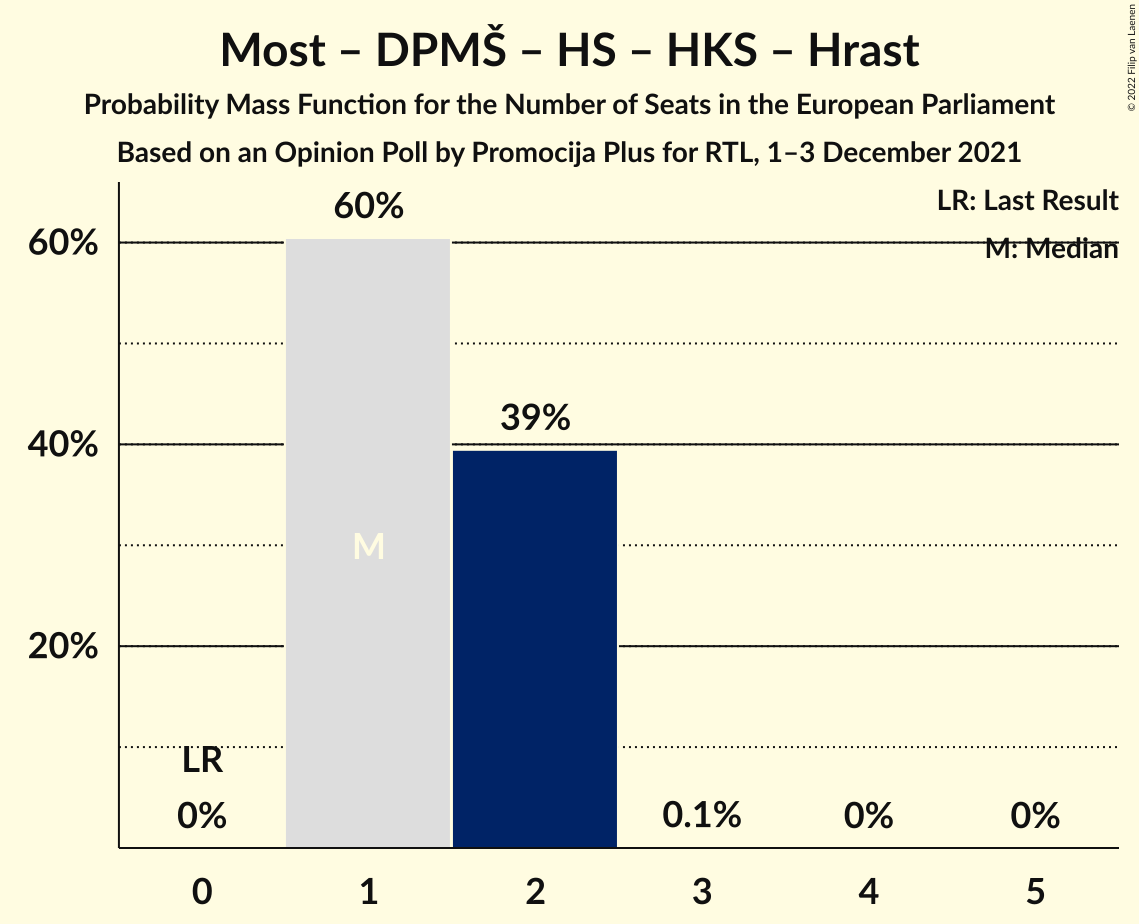 Most – DPMŠ – HS – HKS – Hrast
Probability Mass Function for the Number of Seats in the European Parliament
Based on an Opinion Poll by Promocija Plus for RTL, 1–3 December 2021
© 2022 Filip van Laenen
LR: Last Result
M: Median
60%
40%
20%
60%
39%
M
LR
0%
0.1%
0%
0%
0 1 2 3 4 5